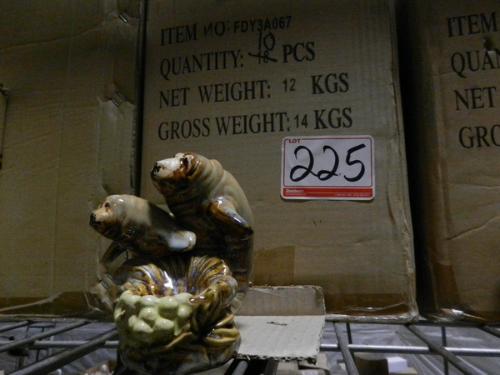 ITEM NO: FDY3A067
QUANTITY: 18 PCS
NET WEIGHT: 12 KGS
GROSS WEIGHT: 14 KGS
LOT
225
ITEM
QUA
NET
GRO